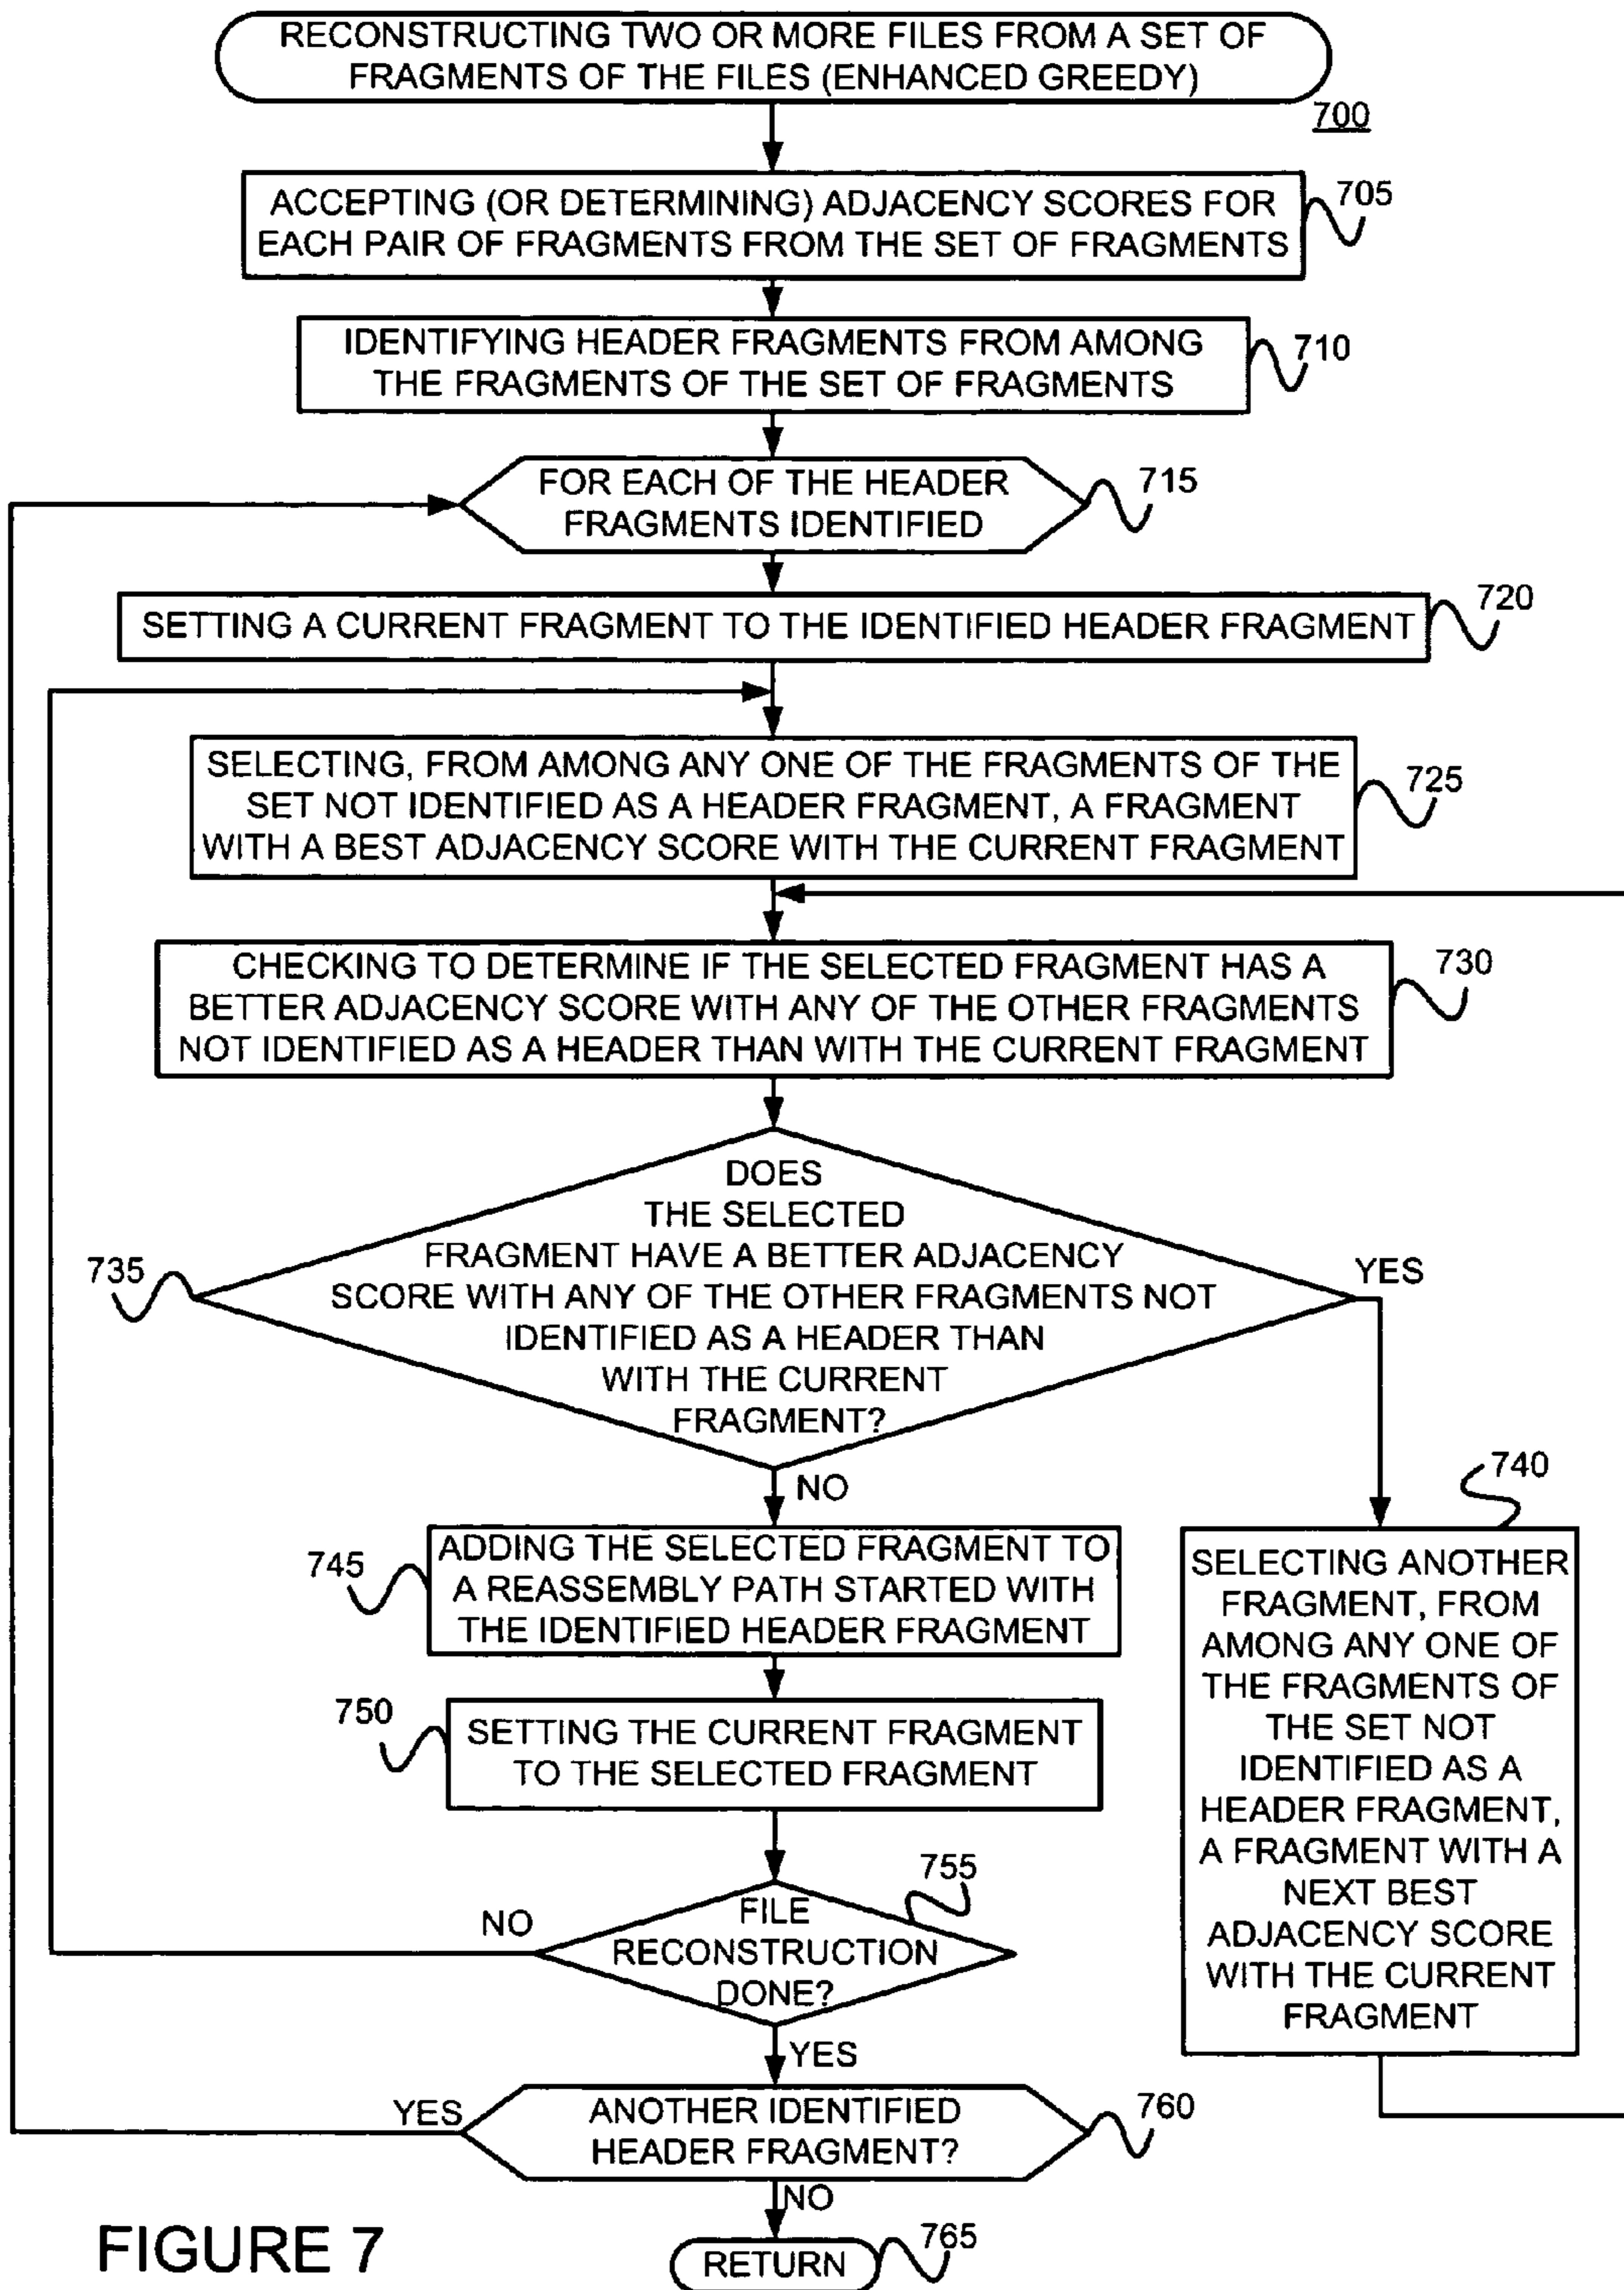 RECONSTRUCTING TWO OR MORE FILES FROM A SET OF
FRAGMENTS OF THE FILES (ENHANCED GREEDY)
700
ACCEPTING (OR DETERMINING) ADJACENCY SCORES FOR
EACH PAIR OF FRAGMENTS FROM THE SET OF FRAGMENTS
705
IDENTIFYING HEADER FRAGMENTS FROM AMONG
THE FRAGMENTS OF THE SET OF FRAGMENTS
710
FOR EACH OF THE HEADER
FRAGMENTS IDENTIFIED
715
SETTING A CURRENT FRAGMENT TO THE IDENTIFIED HEADER FRAGMENT
720
SELECTING, FROM AMONG ANY ONE OF THE FRAGMENTS OF THE
SET NOT IDENTIFIED AS A HEADER FRAGMENT, A FRAGMENT
WITH A BEST ADJACENCY SCORE WITH THE CURRENT FRAGMENT
725
CHECKING TO DETERMINE IF THE SELECTED FRAGMENT HAS A
BETTER ADJACENCY SCORE WITH ANY OF THE OTHER FRAGMENTS
NOT IDENTIFIED AS A HEADER THAN WITH THE CURRENT FRAGMENT
730
DOES
THE SELECTED
FRAGMENT HAVE A BETTER ADJACENCY
SCORE WITH ANY OF THE OTHER FRAGMENTS NOT
IDENTIFIED AS A HEADER THAN
WITH THE CURRENT
FRAGMENT?
735
YES
NO
740
SELECTING ANOTHER
FRAGMENT, FROM
AMONG ANY ONE OF
THE FRAGMENTS OF
THE SET NOT
IDENTIFIED AS A
HEADER FRAGMENT,
A FRAGMENT WITH A
NEXT BEST
ADJACENCY SCORE
WITH THE CURRENT
FRAGMENT
745
ADDING THE SELECTED FRAGMENT TO
A REASSEMBLY PATH STARTED WITH
THE IDENTIFIED HEADER FRAGMENT
750
SETTING THE CURRENT FRAGMENT
TO THE SELECTED FRAGMENT
755
FILE
RECONSTRUCTION
DONE?
NO
YES
ANOTHER IDENTIFIED
HEADER FRAGMENT?
760
YES
NO
RETURN
765
FIGURE 7